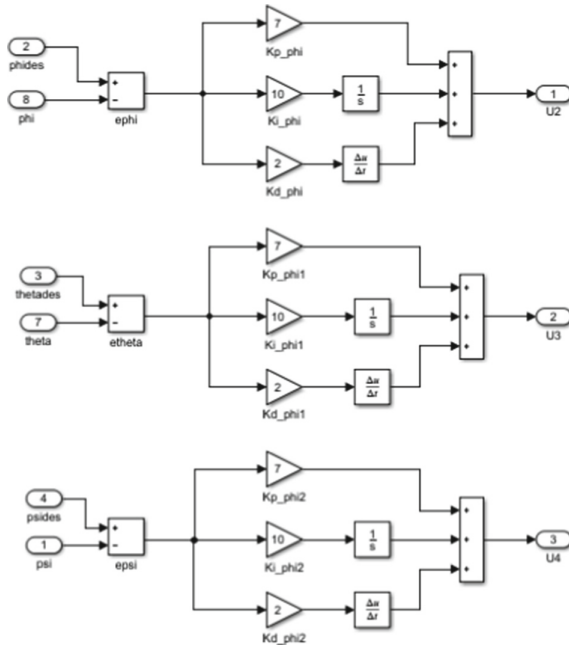 7
Kp_phi
2
phides
+
−
8
phi
ephi
10
Ki_phi
1
s
+
+
+
1
U2
2
Kd_phi
Δu
Δt
7
Kp_phi1
3
thetades
+
−
7
theta
etheta
10
Ki_phi1
1
s
+
+
+
2
U3
2
Kd_phi1
Δu
Δt
7
Kp_phi2
4
psides
+
−
1
psi
epsi
10
Ki_phi2
1
s
+
+
+
3
U4
2
Kd_phi2
Δu
Δt